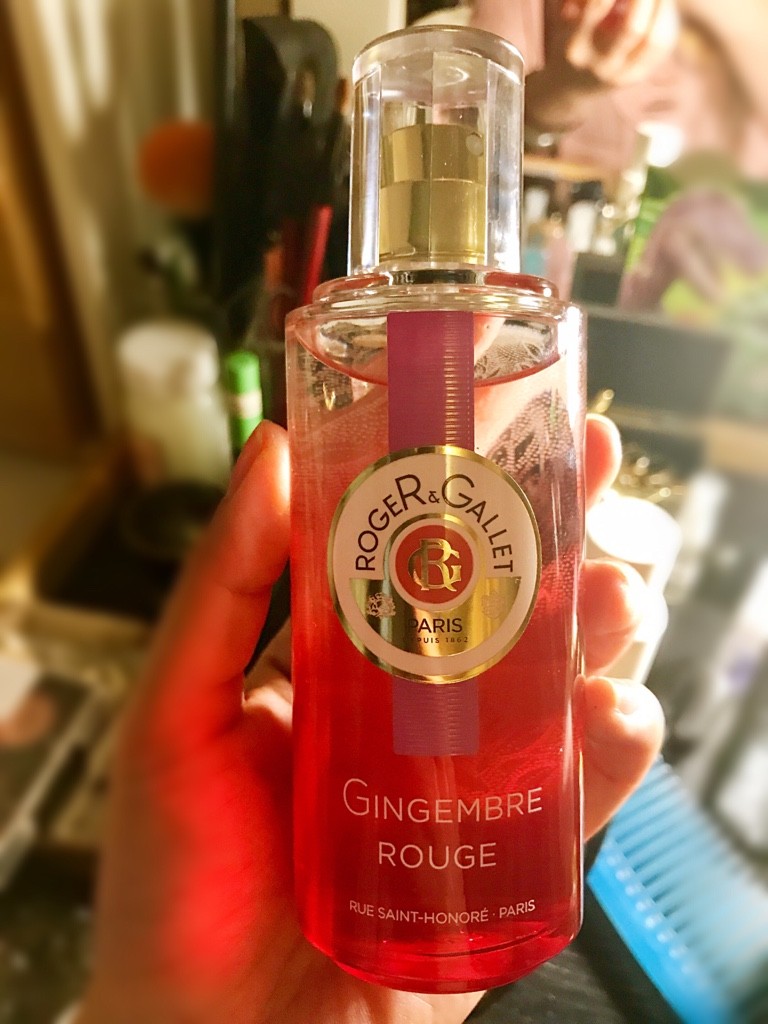 ROGER & GALLET
RG
PARIS
DEPUIS 1862
GINGEMBRE
ROUGE
RUE SAINT-HONORÉ · PARIS